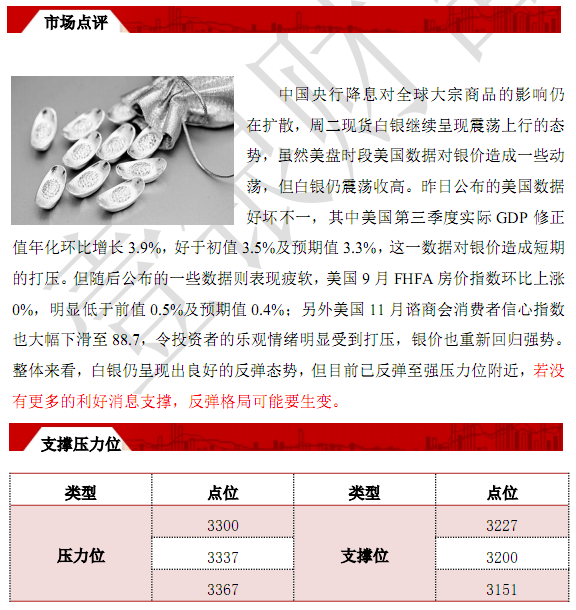 市场点评
中国央行降息对全球大宗商品的影响仍
在扩散，周二现货白银继续呈现震荡上行的态
势，虽然美盘时段美国数据对银价造成一些动
荡，但白银仍震荡收高。昨日公布的美国数据
好坏不一，其中美国第三季度实际 GDP 修正
值年化环比增长 3.9%，好于初值 3.5%及预期值 3.3%，这一数据对银价造成短期
的打压。但随后公布的一些数据则表现疲软，美国 9 月 FHFA 房价指数环比上涨
0%，明显低于前值 0.5%及预期值 0.4%；另外美国 11 月谘商会消费者信心指数
也大幅下滑至 88.7，令投资者的乐观情绪明显受到打压，银价也重新回归强势。
整体来看，白银仍呈现出良好的反弹态势，但目前已反弹至强压力位附近，若没
有更多的利好消息支撑，反弹格局可能要生变。
支撑压力位
类型 点位 类型 点位
3300 3227
压力位 3337 支撑位 3200
3367 3151